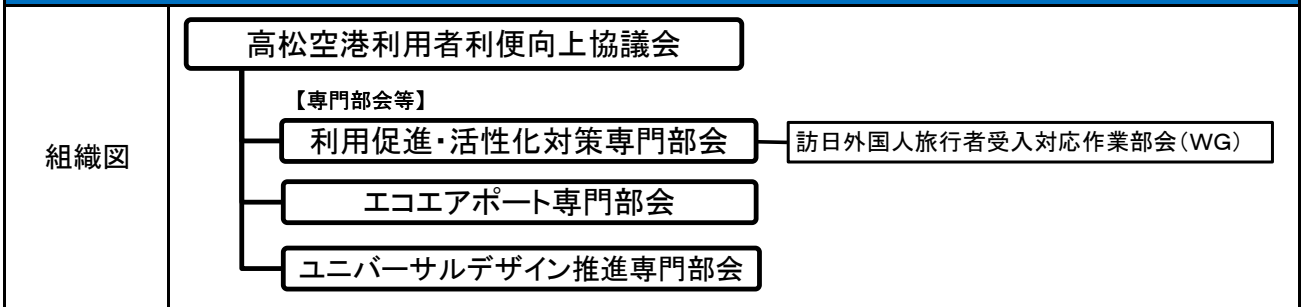 組織図
高松空港利用者利便向上協議会
【専門部会等】
利用促進・活性化対策専門部会
訪日外国人旅行者受入対応作業部会（WG）
エコエアポート専門部会
ユニバーサルデザイン推進専門部会